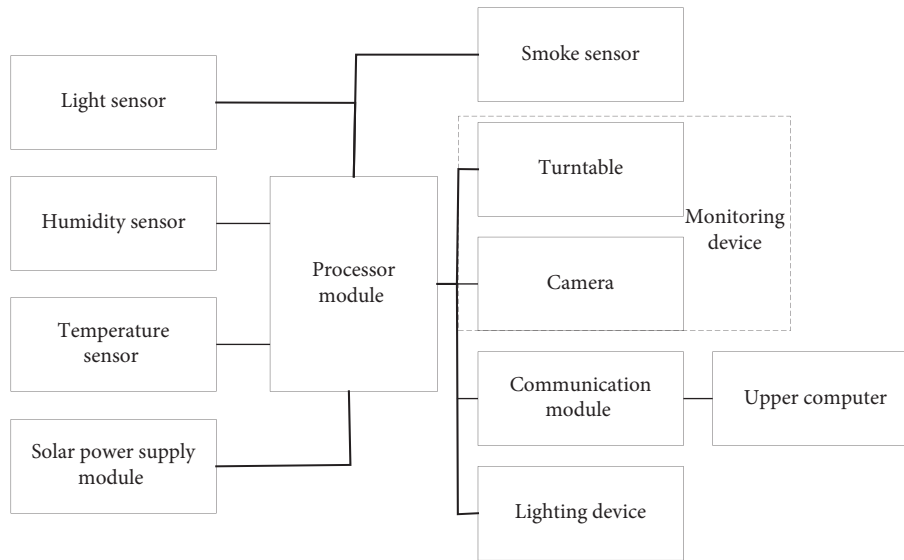 Light sensor
Humidity sensor
Temperature
sensor
Solar power supply
module
Processor
module
Smoke sensor
Turntable
Camera
Monitoring
device
Communication
module
Upper computer
Lighting device